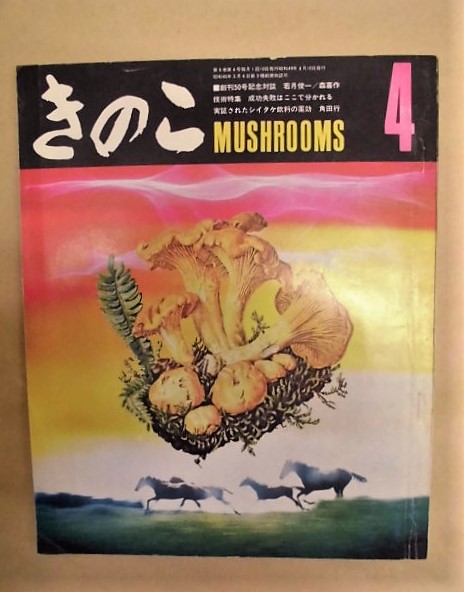 きのこ
■創刊50号記念対談 若月俊一／森喜作
技術特集 成功失敗はここで分かれる
実証されたシイタケ飲料の薬効 角田行
MUSHROOMS
4